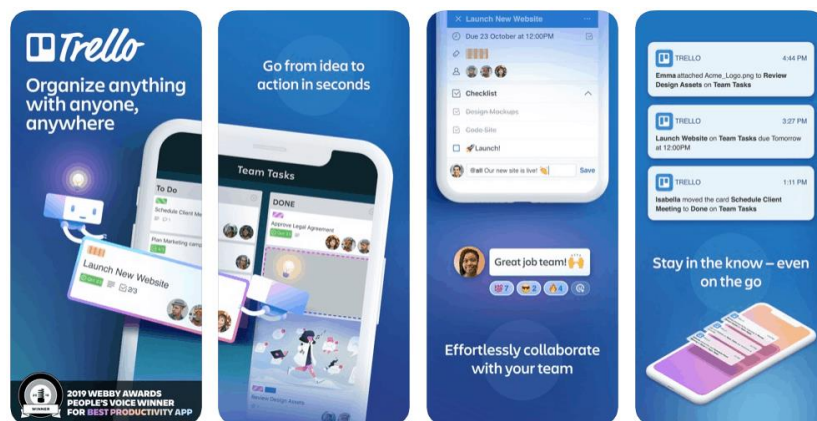 Trello
Organize anything
with anyone,
anywhere
To Do
Schedule Client Me
Plan Marketing camp
Launch New Website
2/3
WINNER
2019 WEBBY AWARDS
PEOPLE'S VOICE WINNER
FOR BEST PRODUCTIVITY APP
Go from idea to
action in seconds
Team Tasks
DONE
Approve Legal Agreement
Review Design Assets
Launch New Website
Due 23 October at 12:00PM
Checklist
Design Mockups
Code Site
🚀Launch!
@all Our new site is live! 👏
Save
Great job team!🙌
💯 7 😎 2 🔥 4
Effortlessly collaborate
with your team
TRELLO 4:44 PM
Emma attached Acme_Logo.png to Review
Design Assets on Team Tasks
TRELLO 3:27 PM
Launch Website on Team Tasks due Tomorrow
at 12:00PM
TRELLO 1:11 PM
Isabella moved the card Schedule Client
Meeting to Done on Team Tasks
Stay in the know – even
on the go